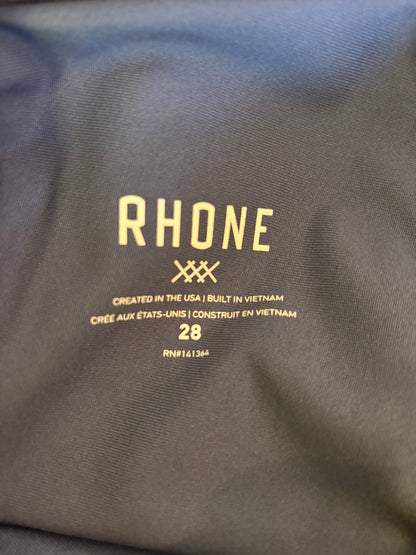 RHONE
CREATED IN THE USA | BUILT IN VIETNAM
CRÉE AUX ÉTATS-UNIS | CONSTRUIT EN VIETNAM
28
RN#141364